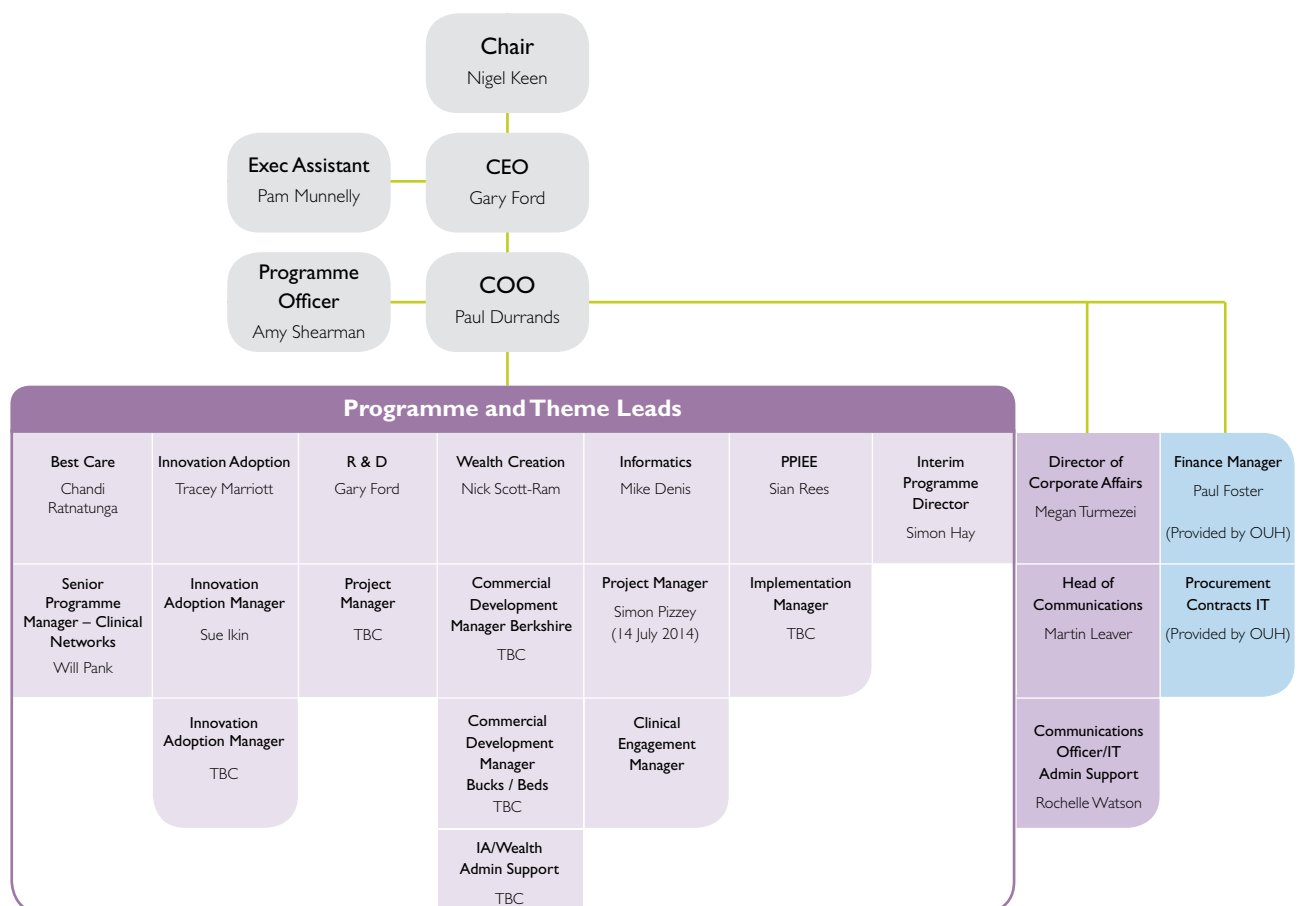 Chair
Nigel Keen
Exec Assistant
Pam Munnelly
CEO
Gary Ford
Programme
Officer
Amy Shearman
COO
Paul Durrands
Programme and Theme Leads
Best Care
Chandi
Ratnatunga
Innovation Adoption
Tracey Marriott
R & D
Gary Ford
Wealth Creation
Nick Scott-Ram
Informatics
Mike Denis
PPIEE
Sian Rees
Interim
Programme
Director
Simon Hay
Director of
Corporate Affairs
Megan Turmezei
Finance Manager
Paul Foster
(Provided by OUH)
Senior
Programme
Manager – Clinical
Networks
Will Pank
Innovation
Adoption Manager
Sue Ikin
Project
Manager
TBC
Commercial
Development
Manager Berkshire
TBC
Project Manager
Simon Pizzey
(14 July 2014)
Implementation
Manager
TBC
Head of
Communications
Martin Leaver
Procurement
Contracts IT
(Provided by OUH)
Innovation
Adoption Manager
TBC
Commercial
Development
Manager
Bucks / Beds
TBC
Clinical
Engagement
Manager
Communications
Officer/IT
Admin Support
Rochelle Watson
IA/Wealth
Admin Support
TBC